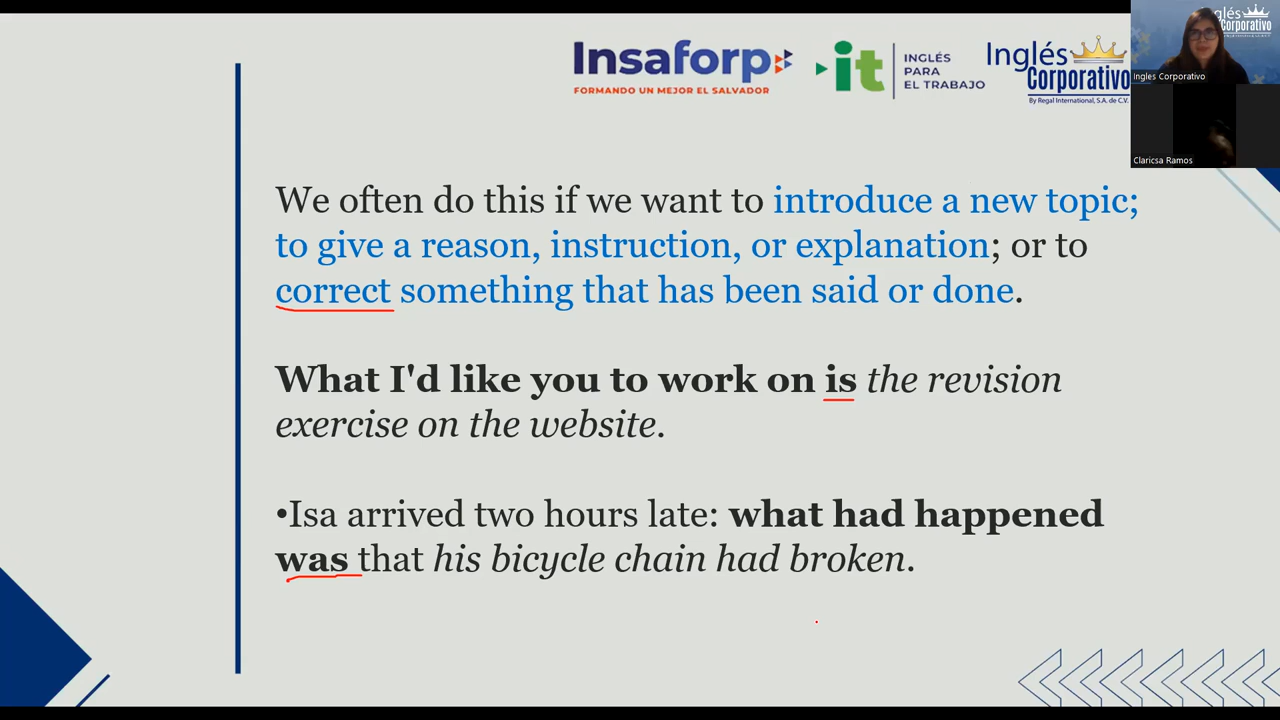 Insaforp
FORMANDO UN MEJOR EL SALVADOR
it
INGLÉS
PARA
EL TRABAJO
Inglés
Corporativo
By Regal International, S.A. de C.V.
Corporativo
Ingles Corporativo
Claricsa Ramos
We often do this if we want to introduce a new topic;
to give a reason, instruction, or explanation; or to
correct something that has been said or done.
What I'd like you to work on is the revision
exercise on the website.
•Isa arrived two hours late: what had happened
was that his bicycle chain had broken.